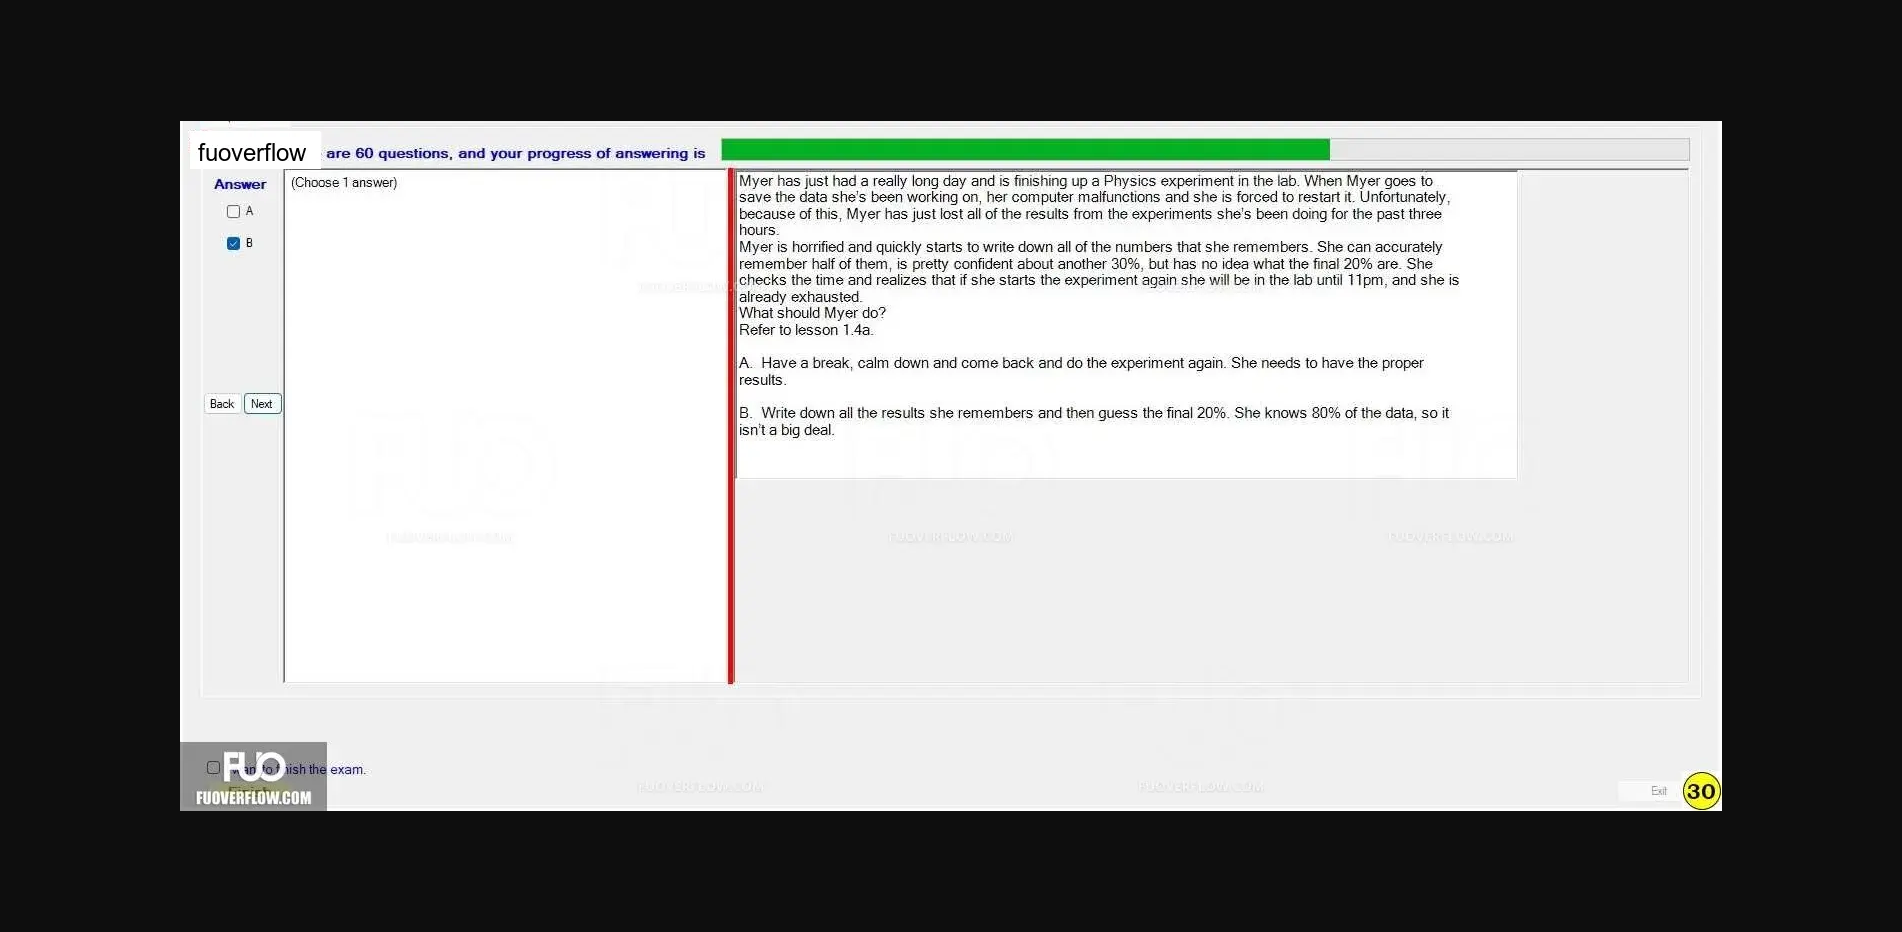 fuoverflow are 60 questions, and your progress of answering is
Answer
(Choose 1 answer)
A
B
Back Next
Myer has just had a really long day and is finishing up a Physics experiment in the lab. When Myer goes to
save the data she's been working on, her computer malfunctions and she is forced to restart it. Unfortunately,
because of this, Myer has just lost all of the results from the experiments she's been doing for the past three
hours.
Myer is horrified and quickly starts to write down all of the numbers that she remembers. She can accurately
remember half of them, is pretty confident about another 30%, but has no idea what the final 20% are. She
checks the time and realizes that if she starts the experiment again she will be in the lab until 11pm, and she is
already exhausted.
What should Myer do?
Refer to lesson 1.4a.
A. Have a break, calm down and come back and do the experiment again. She needs to have the proper
results.
B. Write down all the results she remembers and then guess the final 20%. She knows 80% of the data, so it
isn't a big deal.
FUOVERFLOW.COM
FUOVERFLOW.COM
FUOVERFLOW.COM
FUOVERFLOW.COM
FUOVERFLOW.COM
FUOVERFLOW.COM
FUO
the exam.
FUOVERFLOW.COM
Exit
30